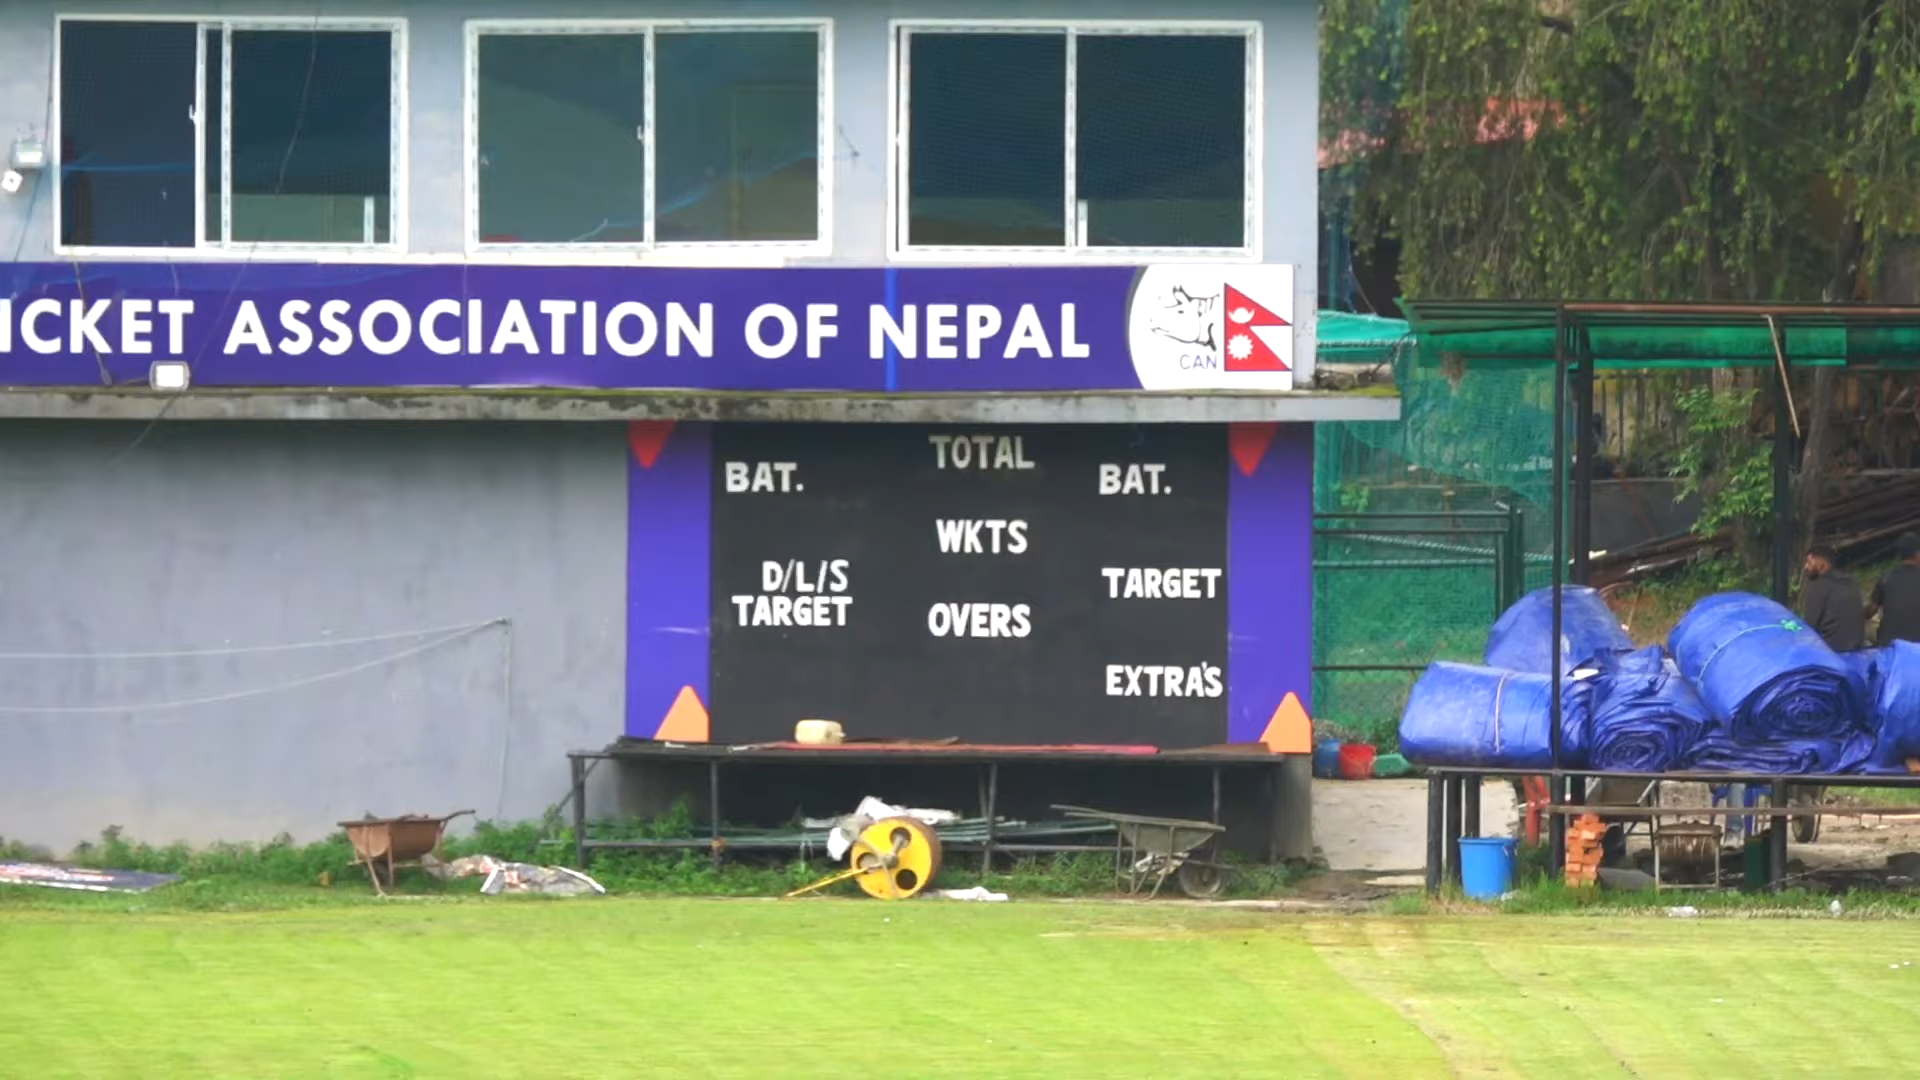 ICKET ASSOCIATION OF NEPAL
CAN
TOTAL
BAT.
BAT.
WKTS
D/L/S
TARGET
TARGET
OVERS
EXTRA'S